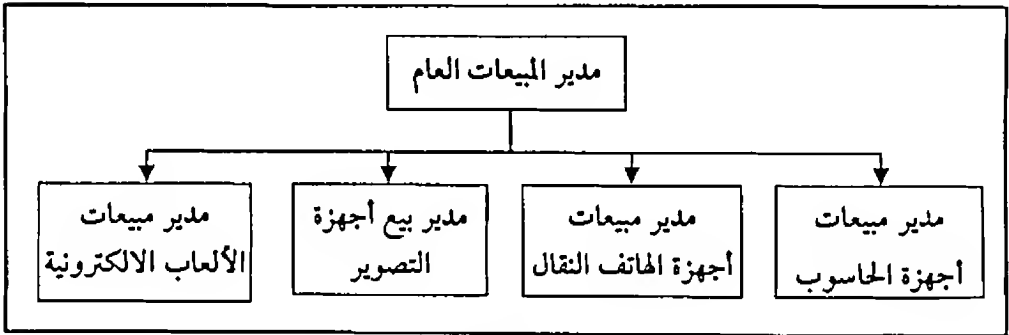 مدير المبيعات العام
مدير مبيعات
أجهزة الحاسوب
مدير مبيعات
أجهزة الهاتف النقال
مدير بيع أجهزة
التصوير
مدير مبيعات
الألعاب الالكترونية